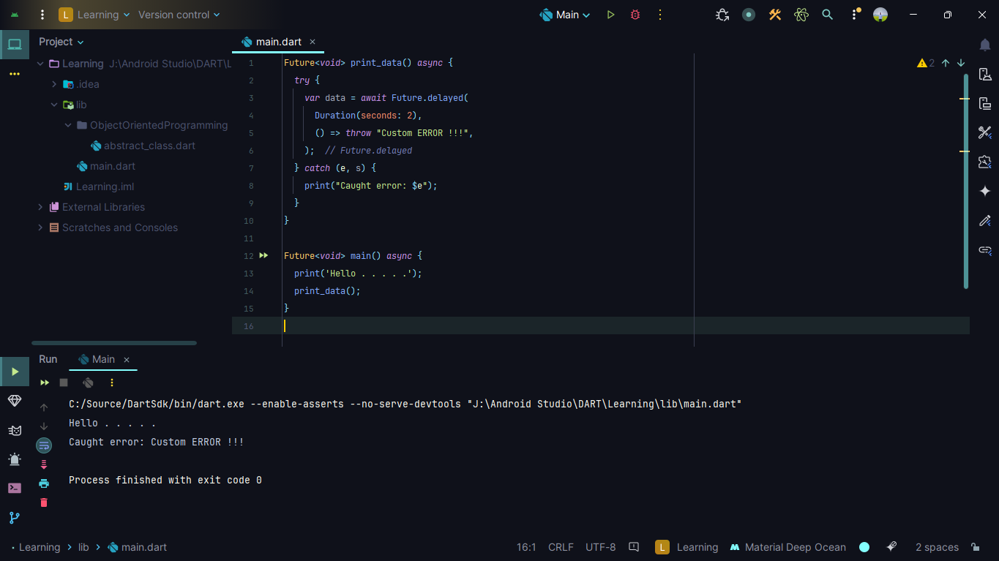 L Learning Version control Main
Project
main.dart
Learning J:\Android Studio\DART\L
.idea
lib
ObjectOrientedProgramming
abstract_class.dart
main.dart
Learning.iml
External Libraries
Scratches and Consoles
1 Future<void> print_data() async {
2 try {
3 var data = await Future.delayed(
4 Duration(seconds: 2),
5 () => throw "Custom ERROR !!!",
6 ); // Future.delayed
7 } catch (e, s) {
8 print("Caught error: $e");
9 }
10 }
11
12 Future<void> main() async {
13 print('Hello . . . . .');
14 print_data();
15 }
16
2
Run Main
C:/Source/DartSdk/bin/dart.exe --enable-asserts --no-serve-devtools "J:\Android Studio\DART\Learning\lib\main.dart"
Hello . . . . .
Caught error: Custom ERROR !!!
Process finished with exit code 0
Learning lib main.dart 16:1 CRLF UTF-8 L Learning Material Deep Ocean 2 spaces